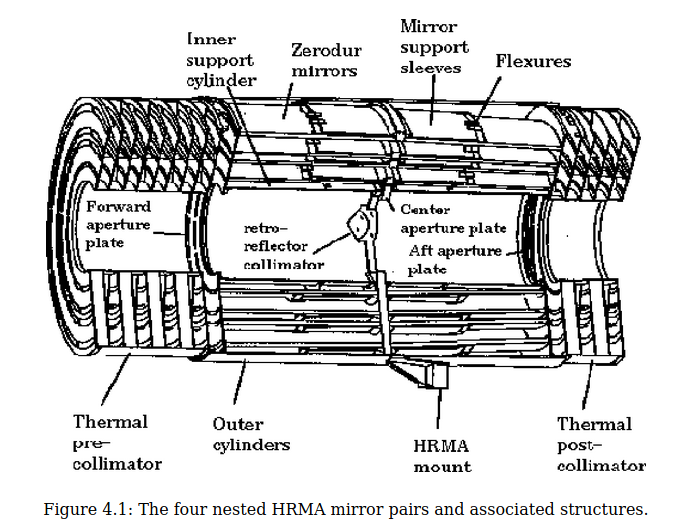 Inner
support
cylinder
Zerodur
mirrors
Mirror
support
sleeves
Flexures
Forward
aperture
plate
retro-
reflector
collimator
Center
aperture plate
Aft aperture
plate
Thermal
pre-
collimator
Outer
cylinders
HRMA
mount
Thermal
post-
collimator
Figure 4.1: The four nested HRMA mirror pairs and associated structures.